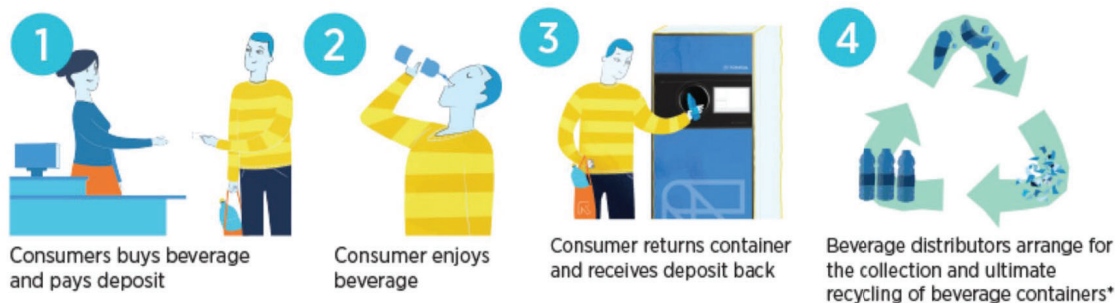 1
Consumers buys beverage
and pays deposit
2
Consumer enjoys
beverage
3
Consumer returns container
and receives deposit back
4
Beverage distributors arrange for
the collection and ultimate
recycling of beverage containers*